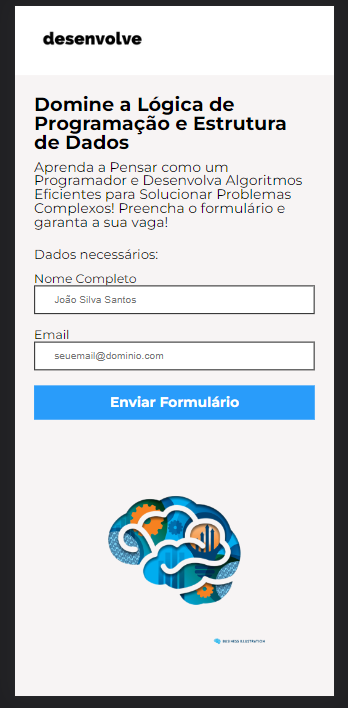 desenvolve
Domine a Lógica de
Programação e Estrutura
de Dados
Aprenda a Pensar como um
Programador e Desenvolva Algoritmos
Eficientes para Solucionar Problemas
Complexos! Preencha o formulário e
garanta a sua vaga!
Dados necessários:
Nome Completo
João Silva Santos
Email
seuemail@dominio.com
Enviar Formulário
BUSINESS ILLUSTRATION